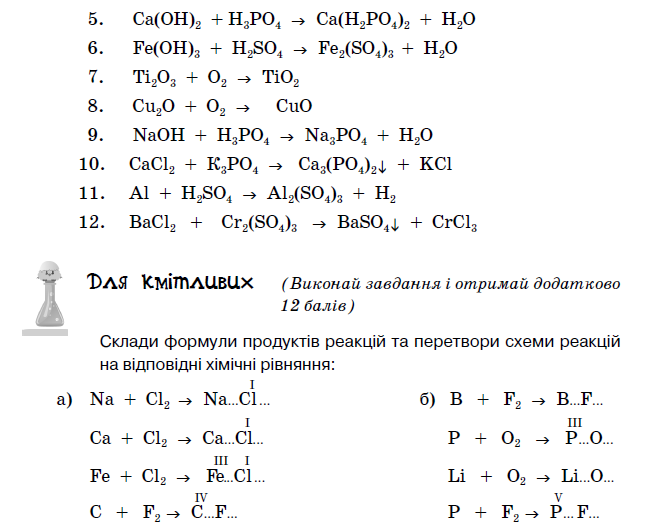 5. Ca(OH)₂ + H₃PO₄ → Ca(H₂PO₄)₂ + H₂O
6. Fe(OH)₃ + H₂SO₄ → Fe₂(SO₄)₃ + H₂O
7. Ti₂O₃ + O₂ → TiO₂
8. Cu₂O + O₂ → CuO
9. NaOH + H₃PO₄ → Na₃PO₄ + H₂O
10. CaCl₂ + К₃PO₄ → Ca₃(PO₄)₂↓ + KCl
11. Al + H₂SO₄ → Al₂(SO₄)₃ + H₂
12. BaCl₂ + Cr₂(SO₄)₃ → BaSO₄↓ + CrCl₃
Для кмітливих (Виконай завдання і отримай додатково
12 балів)
Склади формули продуктів реакцій та перетвори схеми реакцій
на відповідні хімічні рівняння:
I
а) Na + Cl₂ → Na...Cl... б) B + F₂ → B...F...
I III
Ca + Cl₂ → Ca...Cl... P + O₂ → P...O...
III I
Fe + Cl₂ → Fe...Cl... Li + O₂ → Li...O...
IV V
C + F₂ → C...F... P + F₂ → P...F...